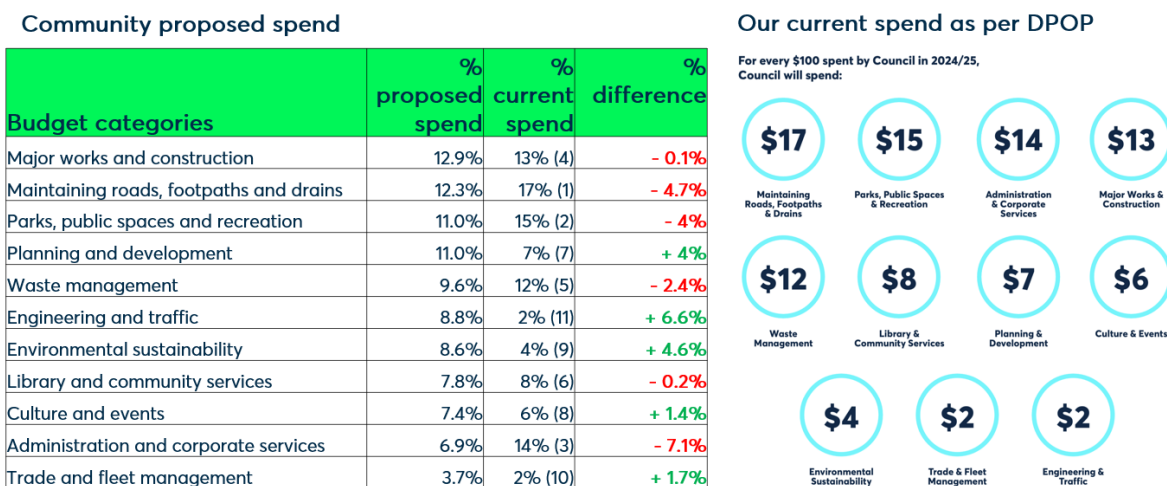 Community proposed spend
Budget categories % proposed spend % current spend % difference
Major works and construction 12.9% 13% (4) - 0.1%
Maintaining roads, footpaths and drains 12.3% 17% (1) - 4.7%
Parks, public spaces and recreation 11.0% 15% (2) - 4%
Planning and development 11.0% 7% (7) + 4%
Waste management 9.6% 12% (5) - 2.4%
Engineering and traffic 8.8% 2% (11) + 6.6%
Environmental sustainability 8.6% 4% (9) + 4.6%
Library and community services 7.8% 8% (6) - 0.2%
Culture and events 7.4% 6% (8) + 1.4%
Administration and corporate services 6.9% 14% (3) - 7.1%
Trade and fleet management 3.7% 2% (10) + 1.7%
Our current spend as per DPOP
For every $100 spent by Council in 2024/25,
Council will spend:
$17 $15 $14 $13
Maintaining
Roads, Footpaths
& Drains
Parks, Public Spaces
& Recreation
Administration
& Corporate
Services
Major Works &
Construction
$12 $8 $7 $6
Waste
Management
Library &
Community Services
Planning &
Development
Culture & Events
$4 $2 $2
Environmental
Sustainability
Trade & Fleet
Management
Engineering &
Traffic